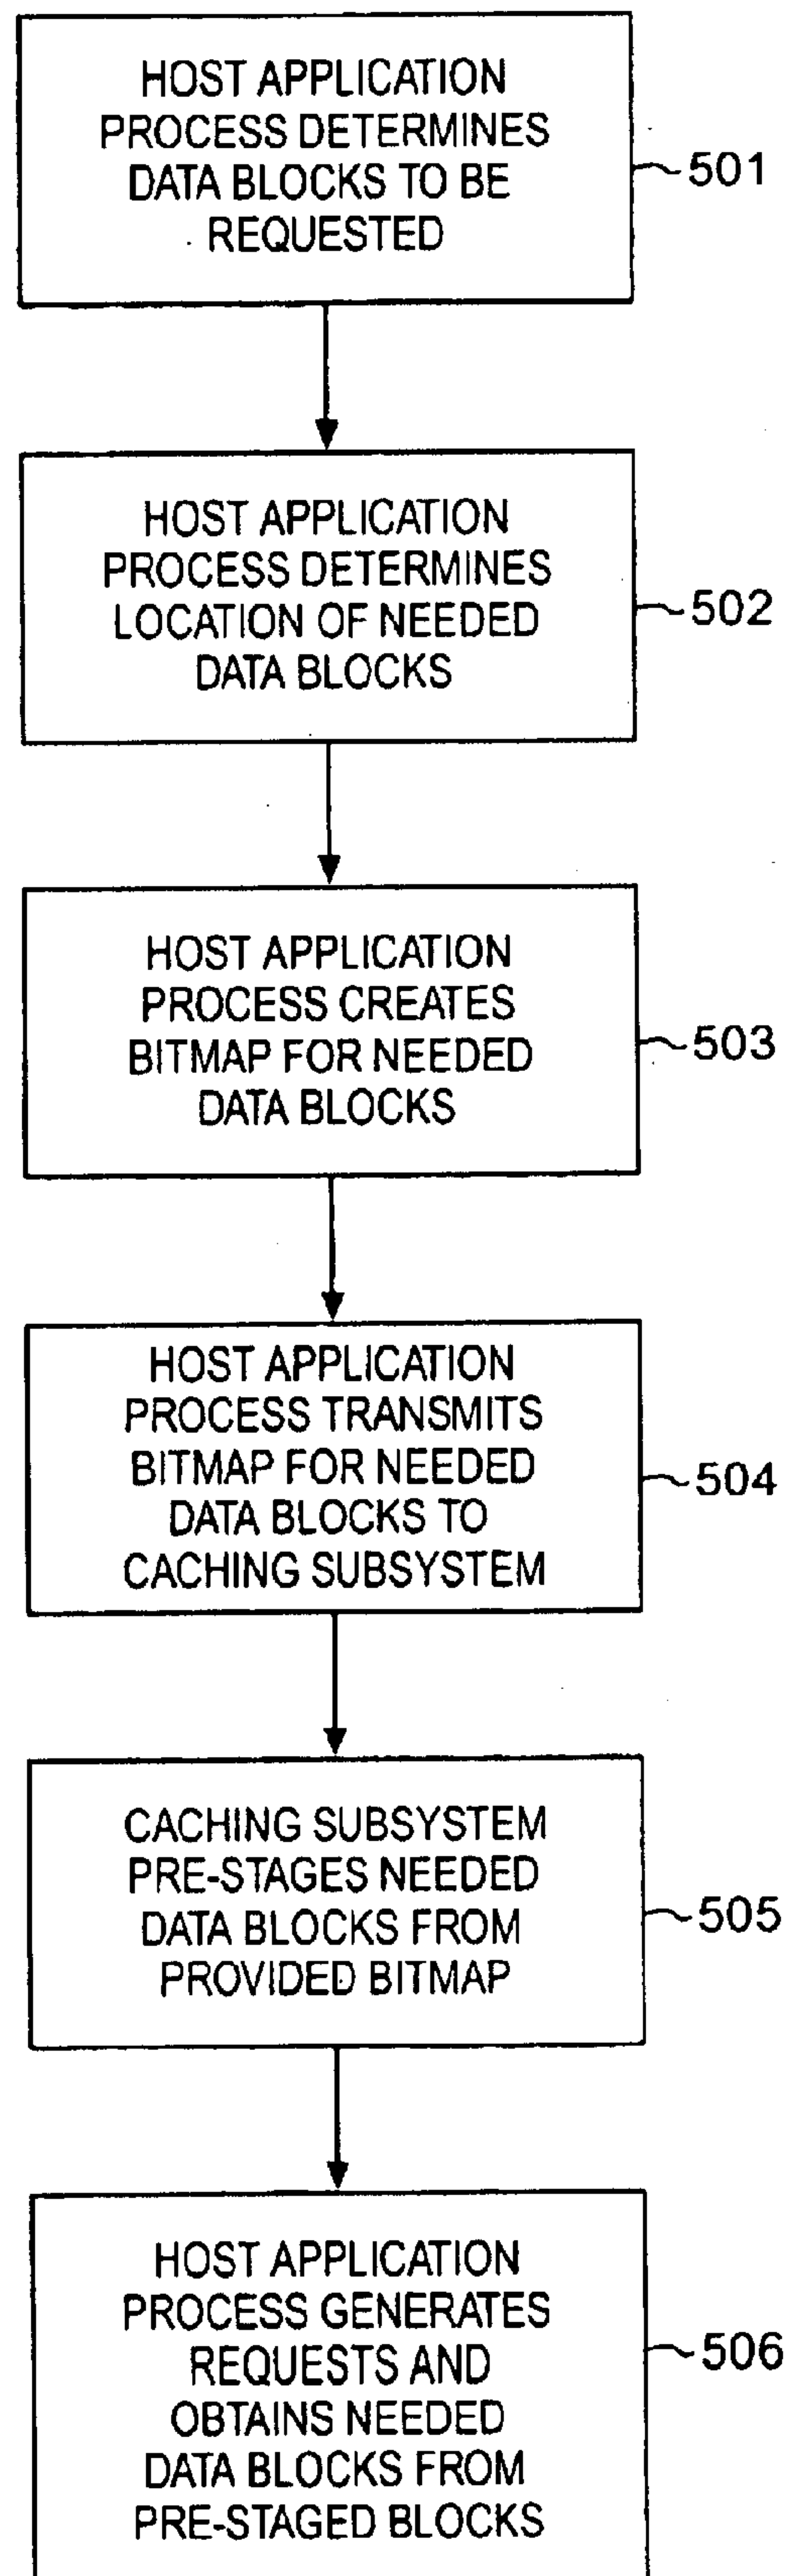 HOST APPLICATION
PROCESS DETERMINES
DATA BLOCKS TO BE
REQUESTED
501
HOST APPLICATION
PROCESS DETERMINES
LOCATION OF NEEDED
DATA BLOCKS
502
HOST APPLICATION
PROCESS CREATES
BITMAP FOR NEEDED
DATA BLOCKS
503
HOST APPLICATION
PROCESS TRANSMITS
BITMAP FOR NEEDED
DATA BLOCKS TO
CACHING SUBSYSTEM
504
CACHING SUBSYSTEM
PRE-STAGES NEEDED
DATA BLOCKS FROM
PROVIDED BITMAP
505
HOST APPLICATION
PROCESS GENERATES
REQUESTS AND
OBTAINS NEEDED
DATA BLOCKS FROM
PRE-STAGED BLOCKS
506